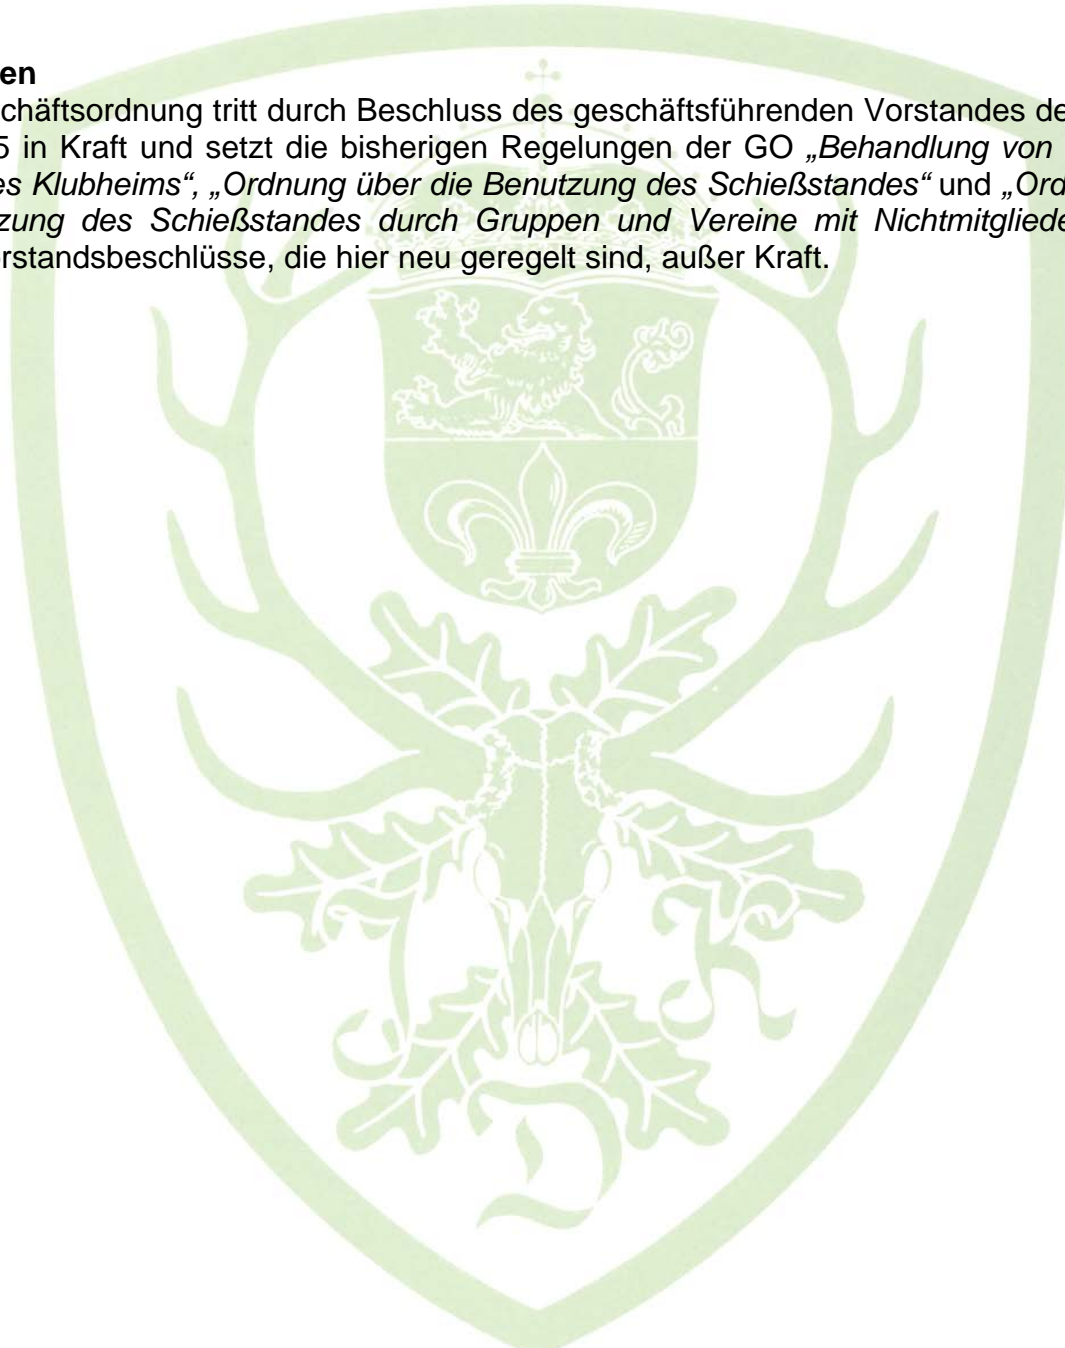 en
chäftsordnung tritt durch Beschluss des geschäftsführenden Vorstandes de
5 in Kraft und setzt die bisherigen Regelungen der GO „Behandlung von
es Klubheims“, „Ordnung über die Benutzung des Schießstandes“ und „Ord
zung des Schießstandes durch Gruppen und Vereine mit Nichtmitgliede
orstandsbeschlüsse, die hier neu geregelt sind, außer Kraft.
J K
D